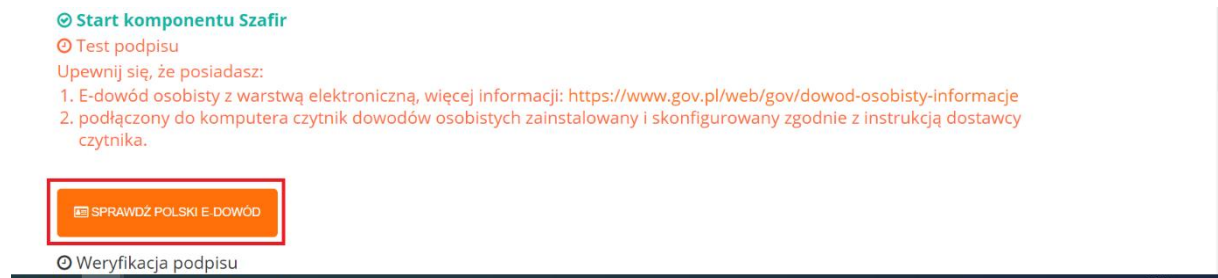 Start komponentu Szafir
Test podpisu
Upewnij się, że posiadasz:
1. E-dowód osobisty z warstwą elektroniczną, więcej informacji: https://www.gov.pl/web/gov/dowod-osobisty-informacje
2. podłączony do komputera czytnik dowodów osobistych zainstalowany i skonfigurowany zgodnie z instrukcją dostawcy
czytnika.
SPRAWDŹ POLSKI E-DOWÓD
Weryfikacja podpisu